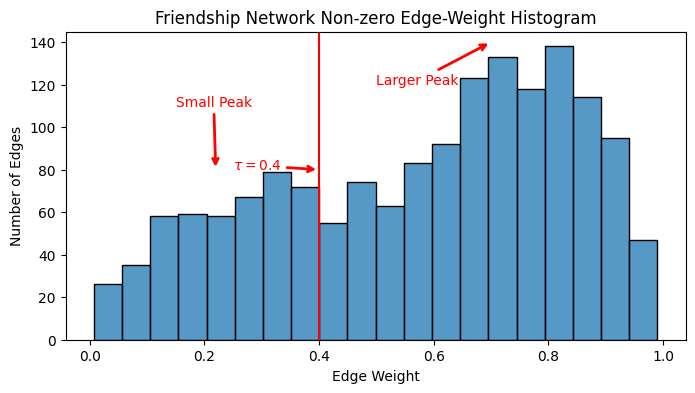 Friendship Network Non-zero Edge-Weight Histogram
140
120
100
80
60
40
20
0
Number of Edges
Larger Peak
Small Peak
τ = 0.4
0.0 0.2 0.4 0.6 0.8 1.0
Edge Weight